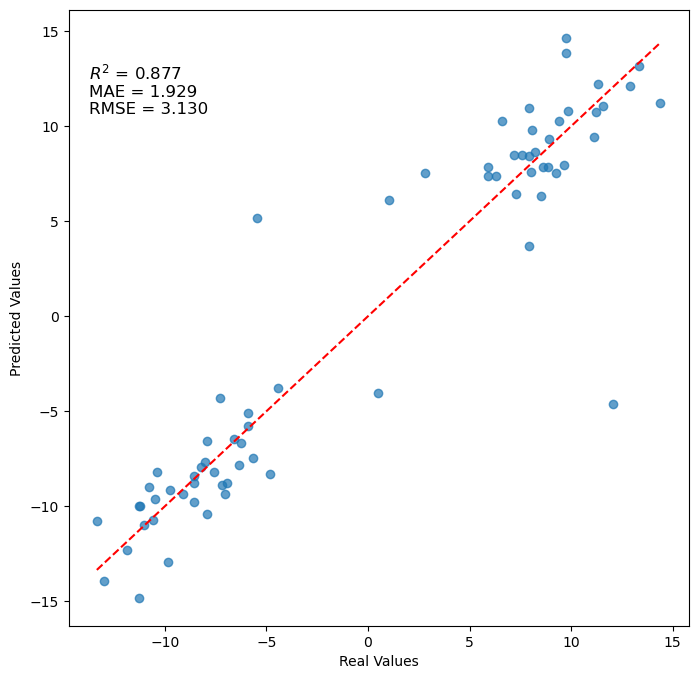 R² = 0.877
MAE = 1.929
RMSE = 3.130
15
10
5
0
−5
−10
−15
Predicted Values
−10 −5 0 5 10 15
Real Values